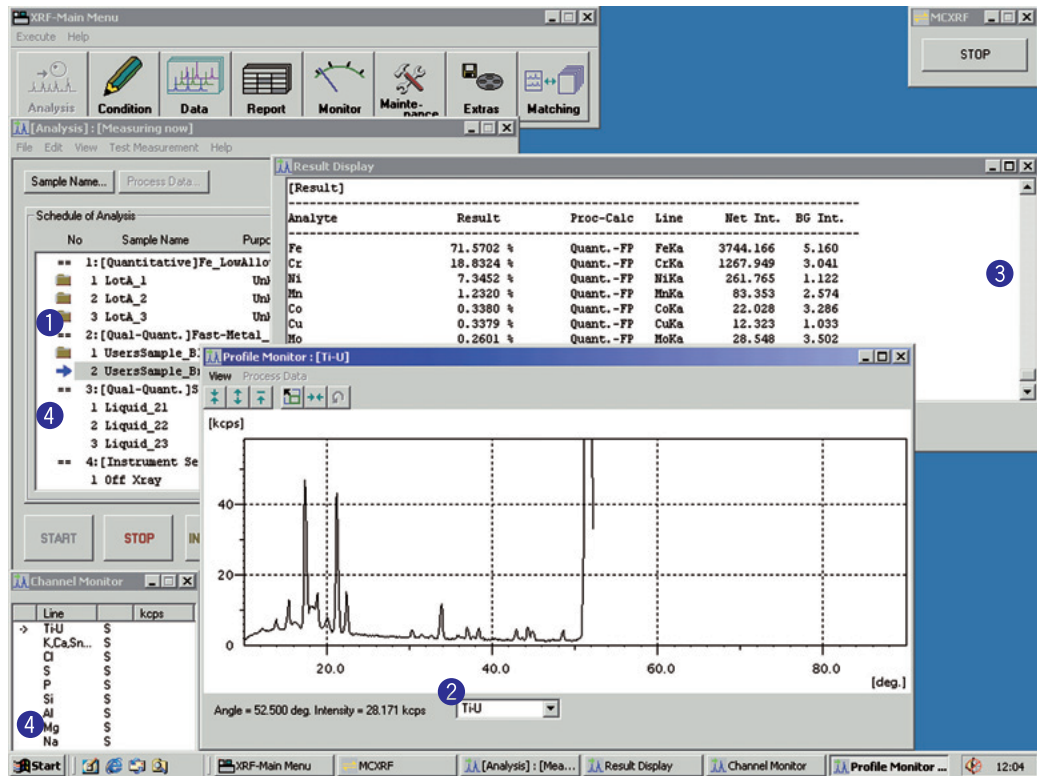 XRF-Main Menu
Execute Help
Analysis Condition Data Report Monitor Mainte-nance Extras Matching
MCXRF
STOP
[Analysis] : [Measuring now]
File Edit View Test Measurement Help
Sample Name... Process Data...
Schedule of Analysis
No Sample Name Purpo
== 1:[Quantitative]Fe_LowAllo
1 LotA_1 Unk
2 LotA_2 Unk
3 LotA_3 Unk
1
== 2:[Qual-Quant.]Fast-Metal_
1 UsersSample_B
2 UsersSample_B
== 3:[Qual-Quant.]S
4
1 Liquid_21
2 Liquid_22
3 Liquid_23
== 4:[Instrument Se
1 Off Xray
START STOP IN
Result Display
[Result]
Analyte Result Proc-Calc Line Net Int. BG Int.
Fe 71.5702 % Quant.-FP FeKa 3744.166 5.160
Cr 18.8324 % Quant.-FP CrKa 1267.949 3.041
Ni 7.3452 % Quant.-FP NiKa 261.765 1.122
Mn 1.2320 % Quant.-FP MnKa 83.353 2.574
Co 0.3380 % Quant.-FP CoKa 22.028 3.286
Cu 0.3379 % Quant.-FP CuKa 12.323 1.033
Mo 0.2601 % Quant.-FP MoKa 28.548 3.502
3
Profile Monitor : [Ti-U]
View Process Data
[kcps]
40
20
0
20.0 40.0 60.0 80.0
[deg.]
2
Angle = 52.500 deg. Intensity = 28.171 kcps Ti-U
Channel Monitor
Line kcps
-> Ti-U S
K,Ca,Sn... S
Cl S
S S
P S
Si S
Al S
4
Mg S
Na S
Start XRF-Main Menu MCXRF [Analysis] : [Mea... Result Display Channel Monitor Profile Monitor ... 12:04